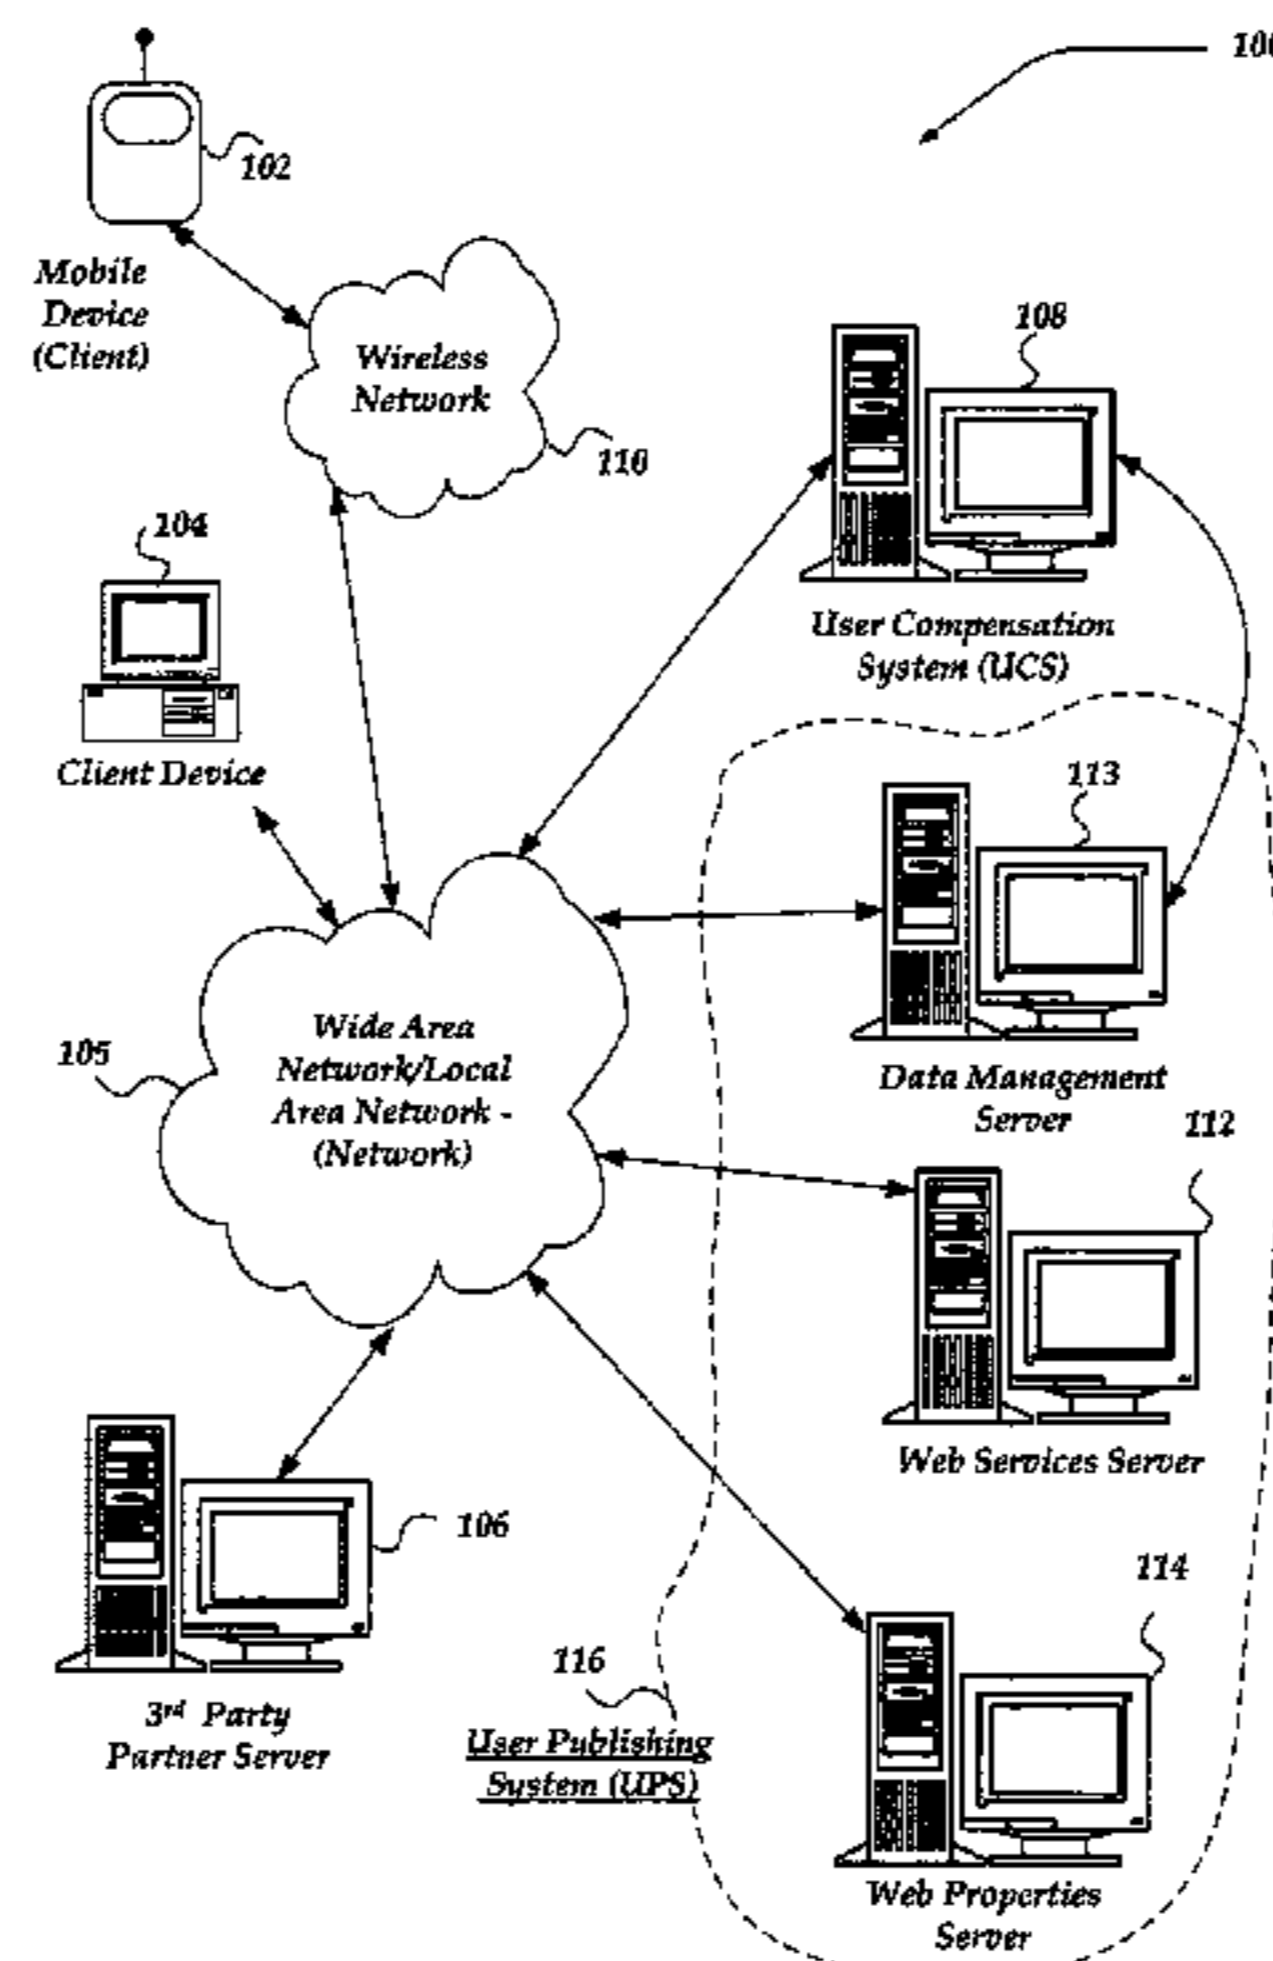 100
102
Mobile
Device
(Client)
Wireless
Network
110
108
104
User Compensation
System (UCS)
Client Device
113
Wide Area
Network/Local
Area Network -
(Network)
105
Data Management
Server
112
Web Services Server
106
114
3rd Party
Partner Server
116
User Publishing
System (UPS)
Web Properties
Server